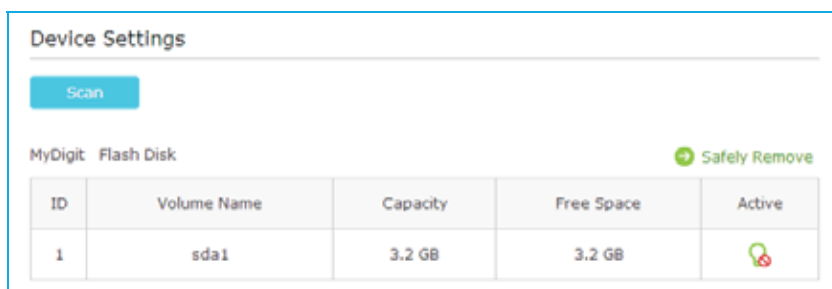 Device Settings
Scan
MyDigit Flash Disk Safely Remove
ID Volume Name Capacity Free Space Active
1 sda1 3.2 GB 3.2 GB